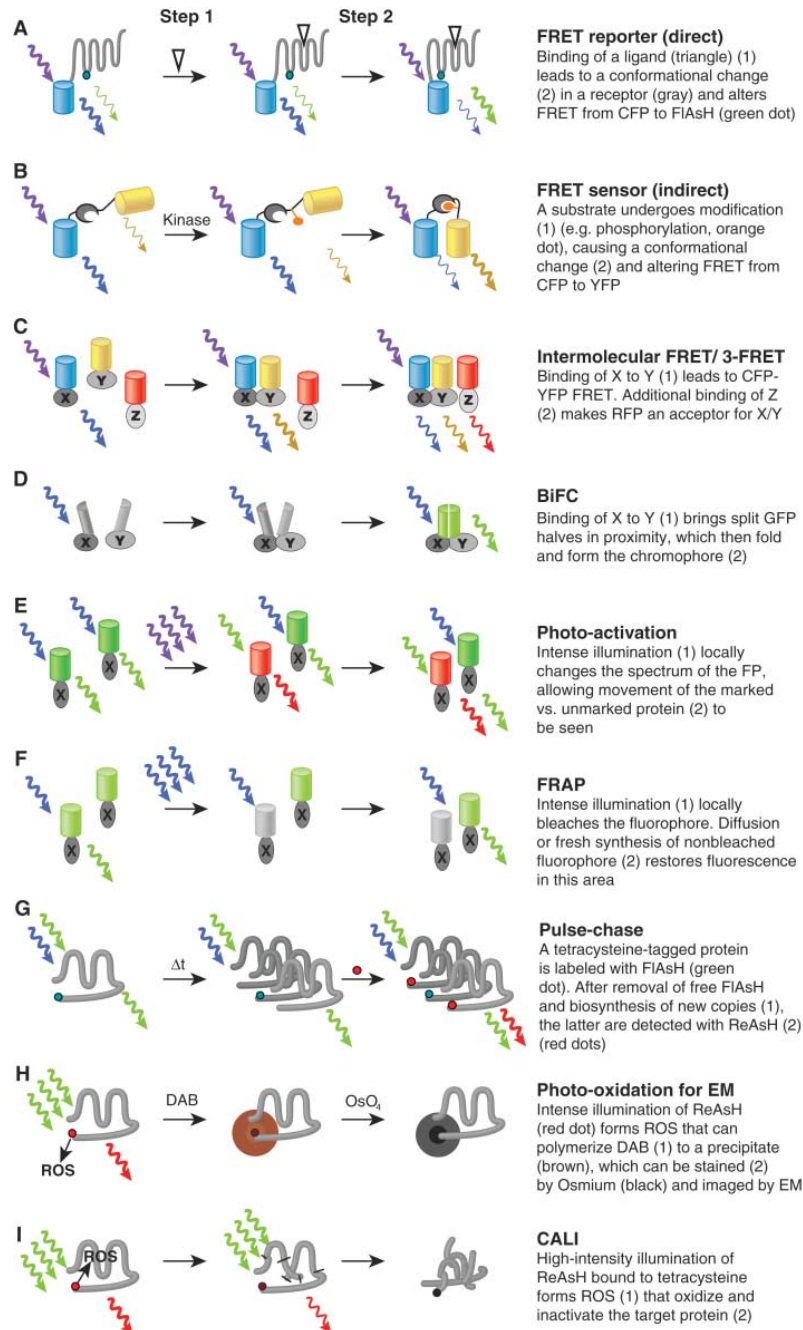 Step 1
Step 2
A
FRET reporter (direct)
Binding of a ligand (triangle) (1)
leads to a conformational change
(2) in a receptor (gray) and alters
FRET from CFP to FlAsH (green dot)
B
Kinase
FRET sensor (indirect)
A substrate undergoes modification
(1) (e.g. phosphorylation, orange
dot), causing a conformational
change (2) and altering FRET from
CFP to YFP
C
X
Y
Z
X
Y
Z
X
Y
Z
Intermolecular FRET/ 3-FRET
Binding of X to Y (1) leads to CFP-
YFP FRET. Additional binding of Z
(2) makes RFP an acceptor for X/Y
D
X
Y
X
Y
X
Y
BiFC
Binding of X to Y (1) brings split GFP
halves in proximity, which then fold
and form the chromophore (2)
E
X
X
X
X
X
X
Photo-activation
Intense illumination (1) locally
changes the spectrum of the FP,
allowing movement of the marked
vs. unmarked protein (2) to
be seen
F
X
X
X
X
X
X
FRAP
Intense illumination (1) locally
bleaches the fluorophore. Diffusion
or fresh synthesis of nonbleached
fluorophore (2) restores fluorescence
in this area
G
Δt
Pulse-chase
A tetracysteine-tagged protein
is labeled with FlAsH (green
dot). After removal of free FlAsH
and biosynthesis of new copies (1),
the latter are detected with ReAsH (2)
(red dots)
H
ROS
DAB
OsO₄
Photo-oxidation for EM
Intense illumination of ReAsH
(red dot) forms ROS that can
polymerize DAB (1) to a precipitate
(brown), which can be stained (2)
by Osmium (black) and imaged by EM
I
ROS
CALI
High-intensity illumination of
ReAsH bound to tetracysteine
forms ROS (1) that oxidize and
inactivate the target protein (2)